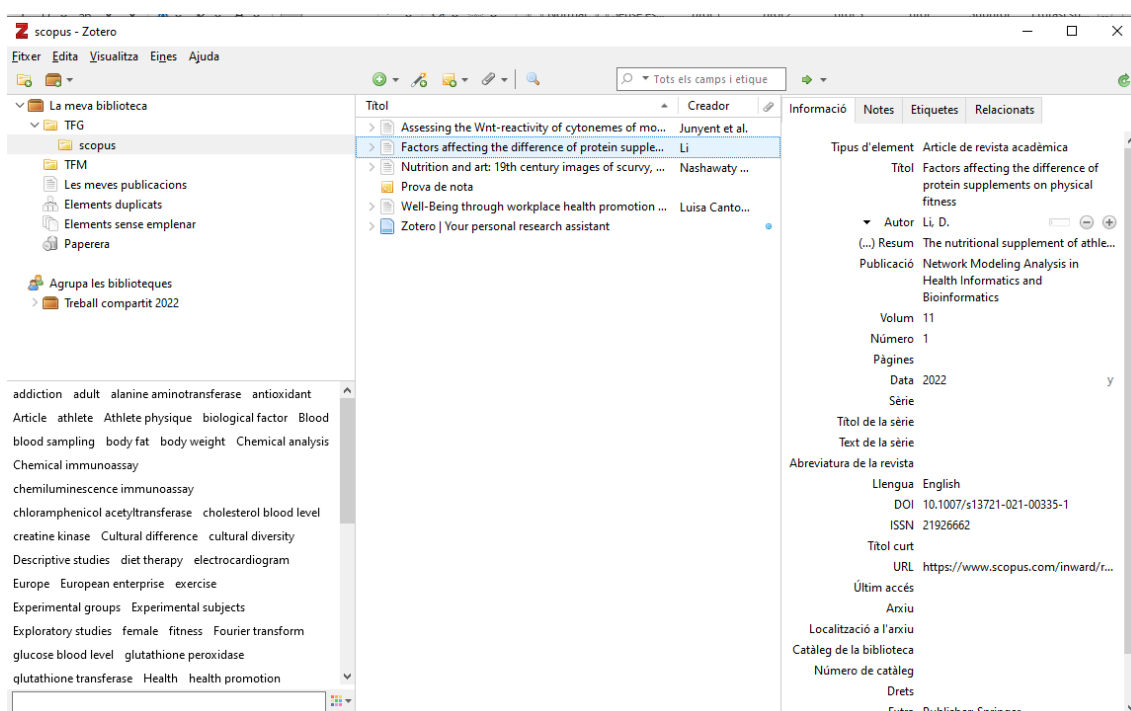 scopus - Zotero
Fitxer Edita Visualitza Eines Ajuda
Tots els camps i etique
La meva biblioteca
TFG
scopus
TFM
Les meves publicacions
Elements duplicats
Elements sense emplenar
Paperera
Agrupa les biblioteques
Treball compartit 2022
addiction adult alanine aminotransferase antioxidant
Article athlete Athlete physique biological factor Blood
blood sampling body fat body weight Chemical analysis
Chemical immunoassay
chemiluminescence immunoassay
chloramphenicol acetyltransferase cholesterol blood level
creatine kinase Cultural difference cultural diversity
Descriptive studies diet therapy electrocardiogram
Europe European enterprise exercise
Experimental groups Experimental subjects
Exploratory studies female fitness Fourier transform
glucose blood level glutathione peroxidase
glutathione transferase Health health promotion
Títol Creador
Assessing the Wnt-reactivity of cytonemes of mo... Junyent et al.
Factors affecting the difference of protein supple... Li
Nutrition and art: 19th century images of scurvy, ... Nashawaty ...
Prova de nota
Well-Being through workplace health promotion ... Luisa Canto...
Zotero | Your personal research assistant
Informació Notes Etiquetes Relacionats
Tipus d'element Article de revista acadèmica
Títol Factors affecting the difference of
protein supplements on physical
fitness
Autor Li, D.
(...) Resum The nutritional supplement of athle...
Publicació Network Modeling Analysis in
Health Informatics and
Bioinformatics
Volum 11
Número 1
Pàgines
Data 2022 y
Sèrie
Títol de la sèrie
Text de la sèrie
Abreviatura de la revista
Llengua English
DOI 10.1007/s13721-021-00335-1
ISSN 21926662
Títol curt
URL https://www.scopus.com/inward/r...
Últim accés
Arxiu
Localització a l'arxiu
Catàleg de la biblioteca
Número de catàleg
Drets
Extra Publisher: Springer